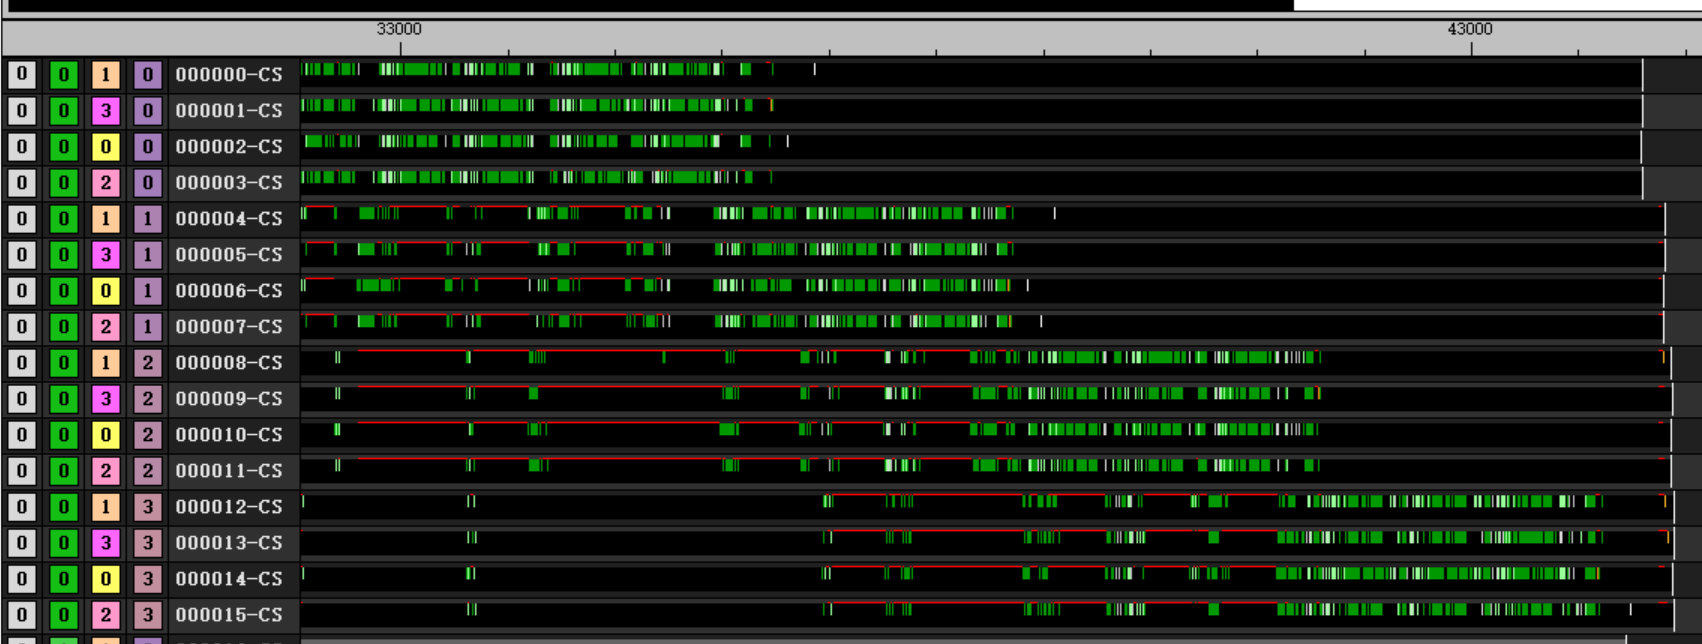 33000 43000
0 0 1 0 000000-CS
0 0 3 0 000001-CS
0 0 0 0 000002-CS
0 0 2 0 000003-CS
0 0 1 1 000004-CS
0 0 3 1 000005-CS
0 0 0 1 000006-CS
0 0 2 1 000007-CS
0 0 1 2 000008-CS
0 0 3 2 000009-CS
0 0 0 2 000010-CS
0 0 2 2 000011-CS
0 0 1 3 000012-CS
0 0 3 3 000013-CS
0 0 0 3 000014-CS
0 0 2 3 000015-CS